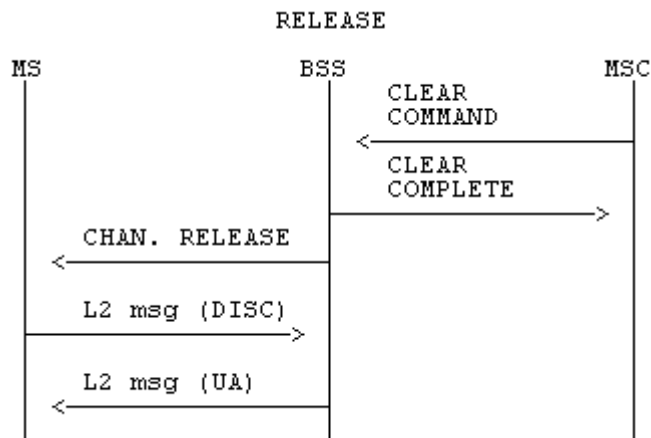 RELEASE
MS BSS MSC
CLEAR
COMMAND
CLEAR
COMPLETE
CHAN. RELEASE
L2 msg (DISC)
L2 msg (UA)